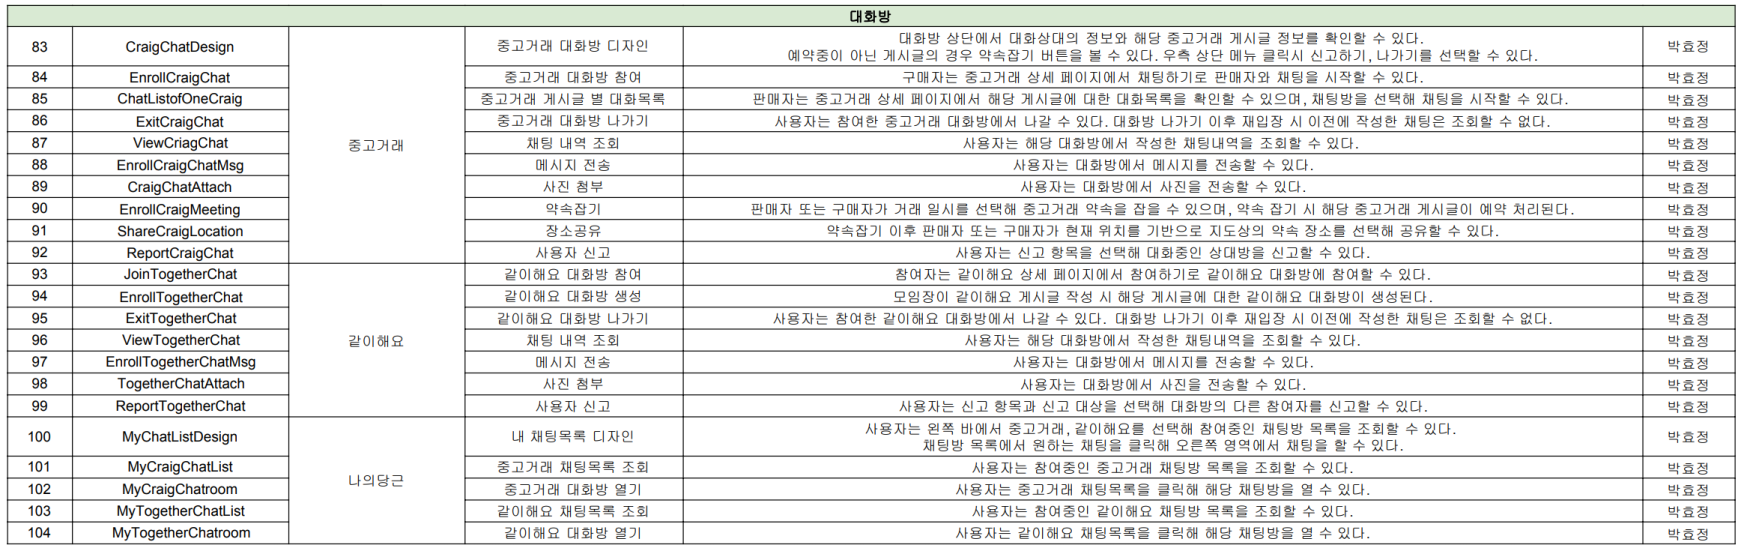 대화방
83 CraigChatDesign 중고거래 대화방 디자인 대화방 상단에서 대화상대의 정보와 해당 중고거래 게시글 정보를 확인할 수 있다. 박효정
예약중이 아닌 게시글의 경우 약속잡기 버튼을 볼 수 있다. 우측 상단 메뉴 클릭시 신고하기, 나가기를 선택할 수 있다.
84 EnrollCraigChat 중고거래 대화방 참여 구매자는 중고거래 상세 페이지에서 채팅하기로 판매자와 채팅을 시작할 수 있다. 박효정
85 ChatListofOneCraig 중고거래 게시글 별 대화목록 판매자는 중고거래 상세 페이지에서 해당 게시글에 대한 대화목록을 확인할 수 있으며, 채팅방을 선택해 채팅을 시작할 수 있다. 박효정
86 ExitCraigChat 중고거래 대화방 나가기 사용자는 참여한 중고거래 대화방에서 나갈 수 있다. 대화방 나가기 이후 재입장 시 이전에 작성한 채팅은 조회할 수 없다. 박효정
87 ViewCriagChat 중고거래 채팅 내역 조회 사용자는 해당 대화방에서 작성한 채팅내역을 조회할 수 있다. 박효정
88 EnrollCraigChatMsg 메시지 전송 사용자는 대화방에서 메시지를 전송할 수 있다. 박효정
89 CraigChatAttach 사진 첨부 사용자는 대화방에서 사진을 전송할 수 있다. 박효정
90 EnrollCraigMeeting 약속잡기 판매자 또는 구매자가 거래 일시를 선택해 중고거래 약속을 잡을 수 있으며, 약속 잡기 시 해당 중고거래 게시글이 예약 처리된다. 박효정
91 ShareCraigLocation 장소공유 약속잡기 이후 판매자 또는 구매자가 현재 위치를 기반으로 지도상의 약속 장소를 선택해 공유할 수 있다. 박효정
92 ReportCraigChat 사용자 신고 사용자는 신고 항목을 선택해 대화중인 상대방을 신고할 수 있다. 박효정
93 JoinTogetherChat 같이해요 대화방 참여 참여자는 같이해요 상세 페이지에서 참여하기로 같이해요 대화방에 참여할 수 있다. 박효정
94 EnrollTogetherChat 같이해요 대화방 생성 모임장이 같이해요 게시글 작성 시 해당 게시글에 대한 같이해요 대화방이 생성된다. 박효정
95 ExitTogetherChat 같이해요 대화방 나가기 사용자는 참여한 같이해요 대화방에서 나갈 수 있다. 대화방 나가기 이후 재입장 시 이전에 작성한 채팅은 조회할 수 없다. 박효정
96 ViewTogetherChat 같이해요 채팅 내역 조회 사용자는 해당 대화방에서 작성한 채팅내역을 조회할 수 있다. 박효정
97 EnrollTogetherChatMsg 메시지 전송 사용자는 대화방에서 메시지를 전송할 수 있다. 박효정
98 TogetherChatAttach 사진 첨부 사용자는 대화방에서 사진을 전송할 수 있다. 박효정
99 ReportTogetherChat 사용자 신고 사용자는 신고 항목과 신고 대상을 선택해 대화방의 다른 참여자를 신고할 수 있다. 박효정
100 MyChatListDesign 내 채팅목록 디자인 사용자는 왼쪽 바에서 중고거래, 같이해요를 선택해 참여중인 채팅방 목록을 조회할 수 있다. 박효정
채팅방 목록에서 원하는 채팅을 클릭해 오른쪽 영역에서 채팅을 할 수 있다.
101 MyCraigChatList 중고거래 채팅목록 조회 사용자는 참여중인 중고거래 채팅방 목록을 조회할 수 있다. 박효정
나의당근
102 MyCraigChatroom 중고거래 대화방 열기 사용자는 중고거래 채팅목록을 클릭해 해당 채팅방을 열 수 있다. 박효정
103 MyTogetherChatList 같이해요 채팅목록 조회 사용자는 참여중인 같이해요 채팅방 목록을 조회할 수 있다. 박효정
104 MyTogetherChatroom 같이해요 대화방 열기 사용자는 같이해요 채팅목록을 클릭해 해당 채팅방을 열 수 있다. 박효정